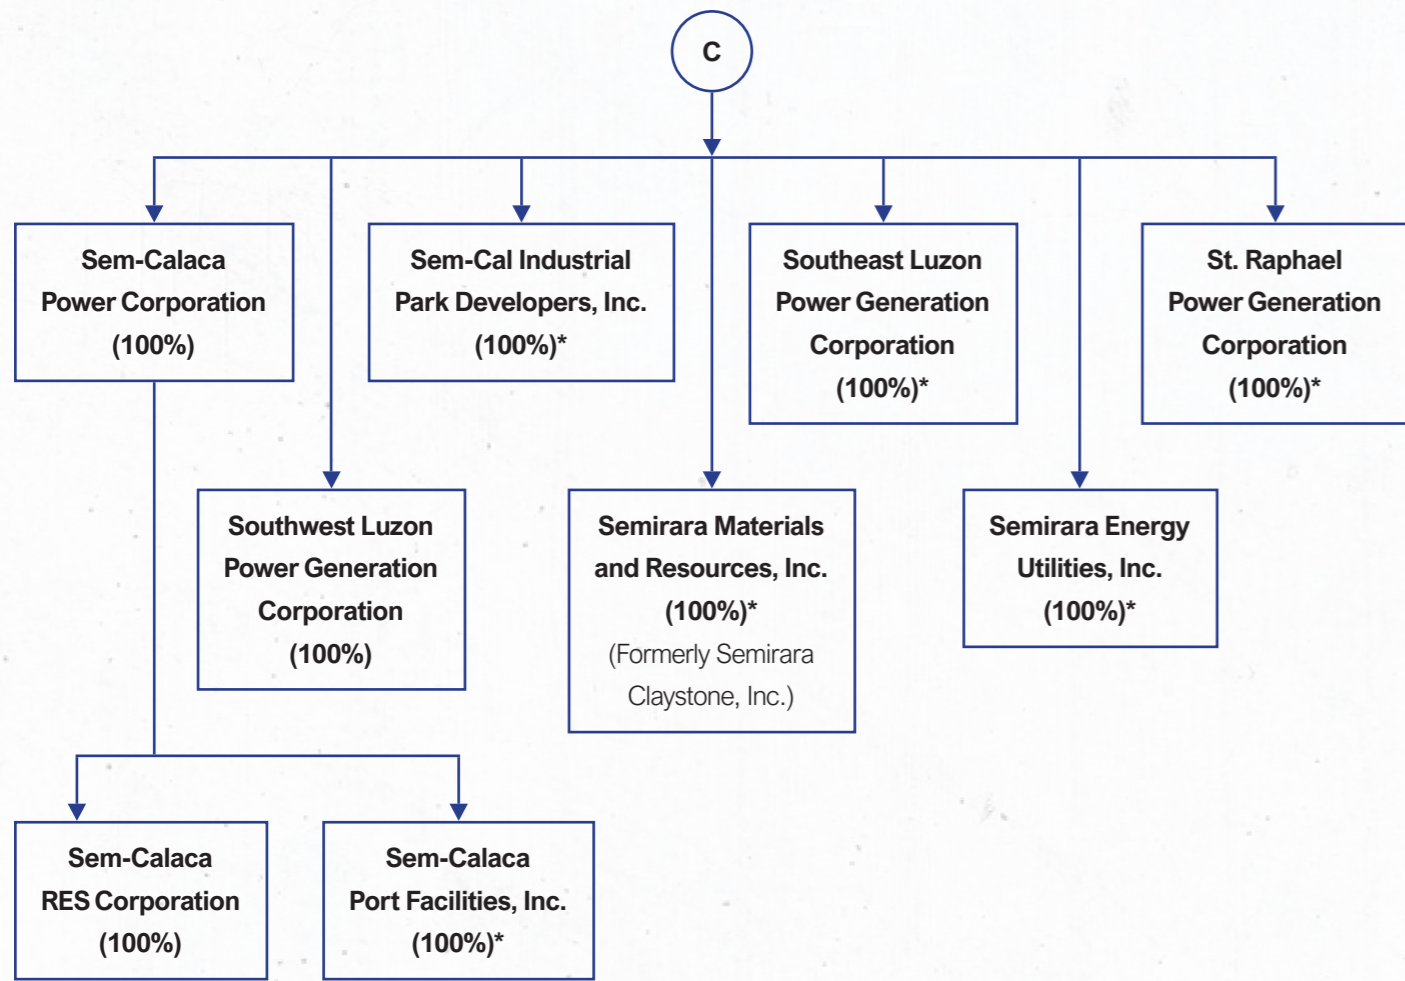 C
Sem-Calaca
Power Corporation
(100%)
Sem-Cal Industrial
Park Developers, Inc.
(100%)*
Southeast Luzon
Power Generation
Corporation
(100%)*
St. Raphael
Power Generation
Corporation
(100%)*
Southwest Luzon
Power Generation
Corporation
(100%)
Semirara Materials
and Resources, Inc.
(100%)*
(Formerly Semirara
Claystone, Inc.)
Semirara Energy
Utilities, Inc.
(100%)*
Sem-Calaca
RES Corporation
(100%)
Sem-Calaca
Port Facilities, Inc.
(100%)*